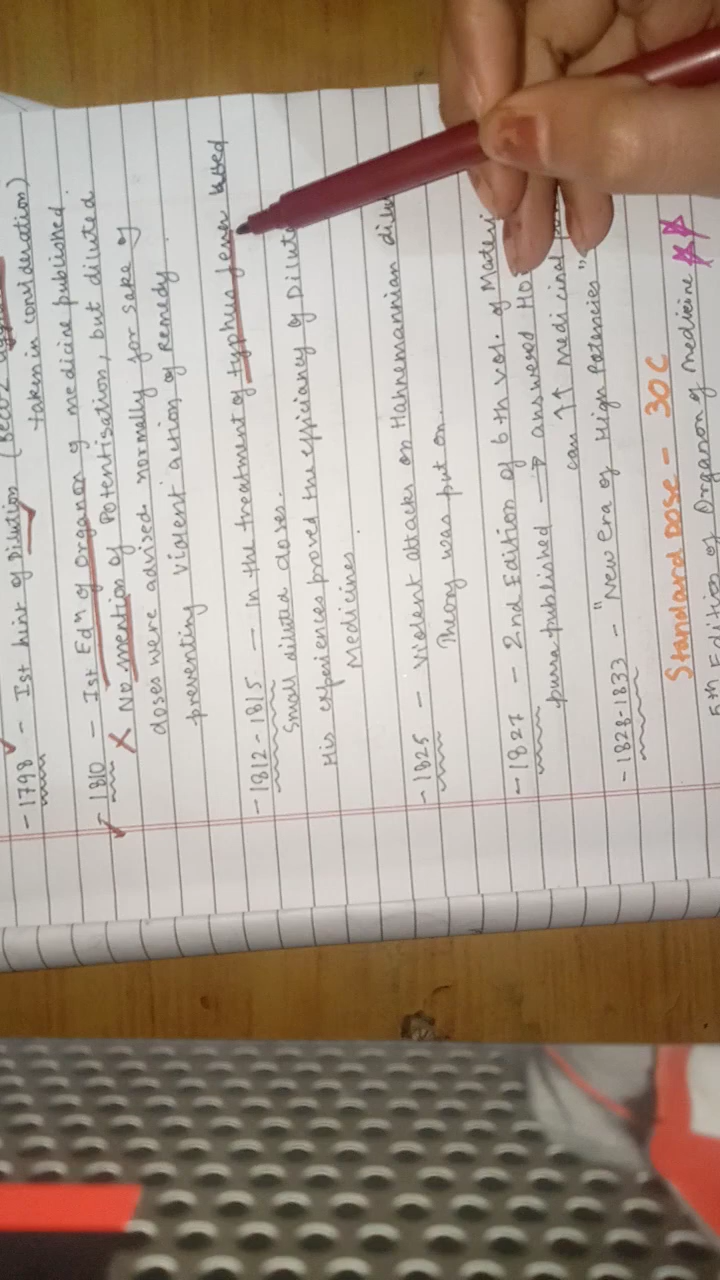 - 1798 - Ist hint of Dilution (
taken in consideration)
- 1810 - Ist Edⁿ of Organon of medicine published.
No mention of Potentisation, but diluted
doses were advised normally for sake of
preventing violent action of Remedy.
- 1812-1815 - In the treatment of typhus fever used
small diluted doses.
His experiences proved the efficiency of Dilute
Medicines.
- 1825 - Violent attacks on Hahnemannian dilu
Theory was put on.
- 1827 - 2nd Edition of 6th vol. of Materi
pura published → answered Ho
can ↑↑ medicinal
- 1828-1833 - "New Era of High Potencies"
Standard Dose - 30C
5th Edition of Organon of medicine